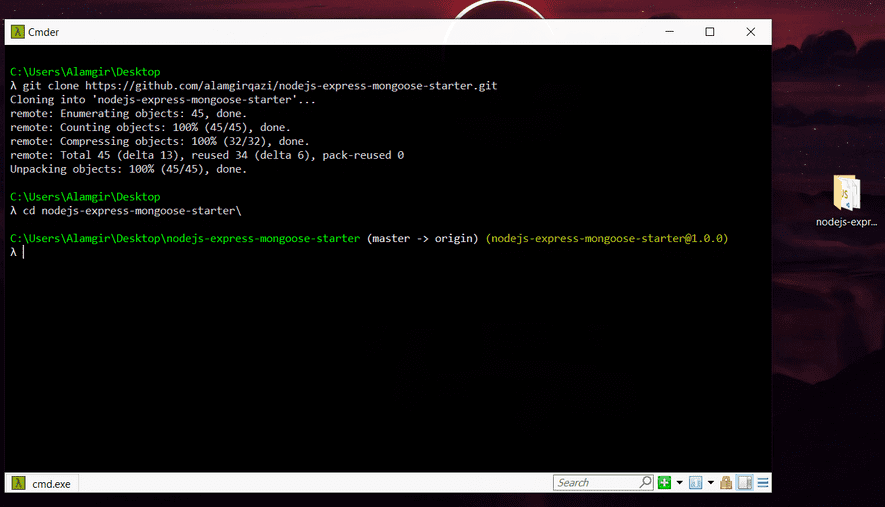 Cmder
C:\Users\Alamgir\Desktop
λ git clone https://github.com/alamgirqazi/nodejs-express-mongoose-starter.git
Cloning into 'nodejs-express-mongoose-starter'...
remote: Enumerating objects: 45, done.
remote: Counting objects: 100% (45/45), done.
remote: Compressing objects: 100% (32/32), done.
remote: Total 45 (delta 13), reused 34 (delta 6), pack-reused 0
Unpacking objects: 100% (45/45), done.
C:\Users\Alamgir\Desktop
λ cd nodejs-express-mongoose-starter\
C:\Users\Alamgir\Desktop\nodejs-express-mongoose-starter (master -> origin) (nodejs-express-mongoose-starter@1.0.0)
λ
JS
nodejs-expr...
cmd.exe
Search